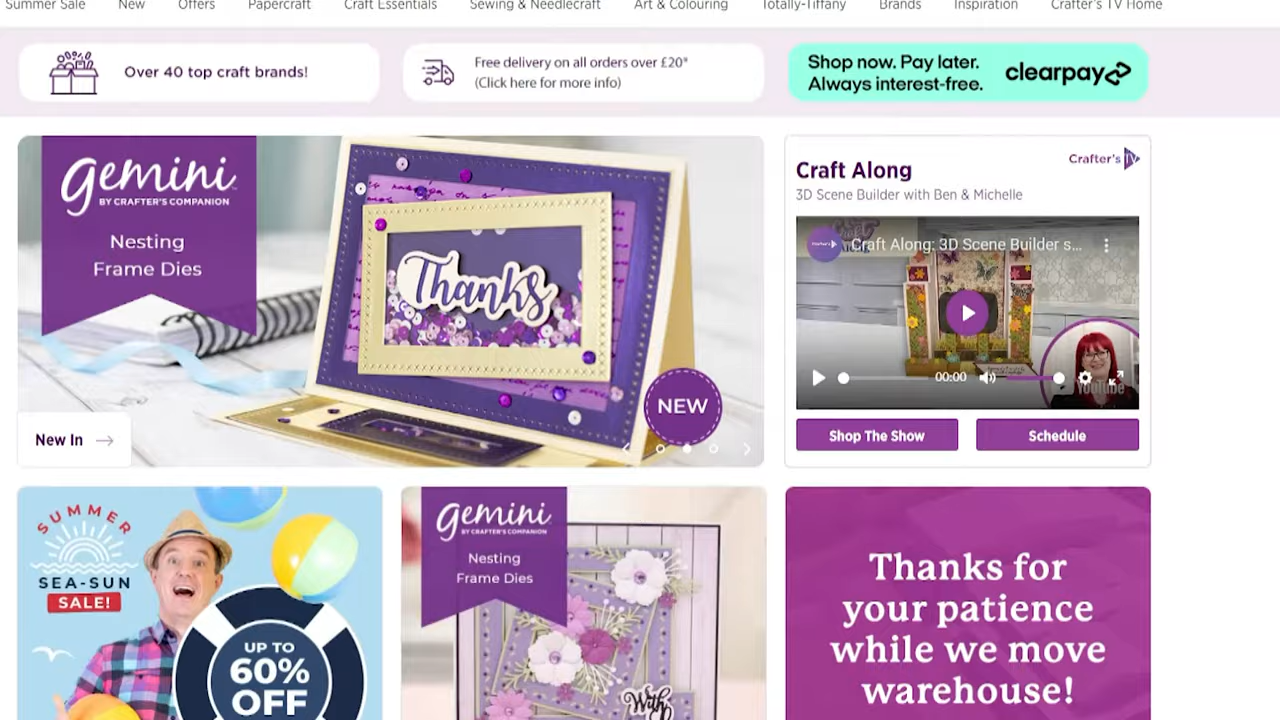 Summer Sale New Offers Papercraft Craft Essentials Sewing & Needlecraft Art & Colouring Totally-Tiffany Brands Inspiration Crafter's TV Home
Over 40 top craft brands!
Free delivery on all orders over £20*
(Click here for more info)
Shop now. Pay later.
Always interest-free.
clearpay
gemini
BY CRAFTER'S COMPANION
Nesting
Frame Dies
Thanks
NEW
New In
Craft Along
Crafter's TV
3D Scene Builder with Ben & Michelle
Craft Along: 3D Scene Builder s...
00:00
YouTube
Shop The Show
Schedule
SUMMER
SEA-SUN
SALE!
UP TO
60%
OFF
gemini
BY CRAFTER'S COMPANION
Nesting
Frame Dies
With
Thanks for
your patience
while we move
warehouse!